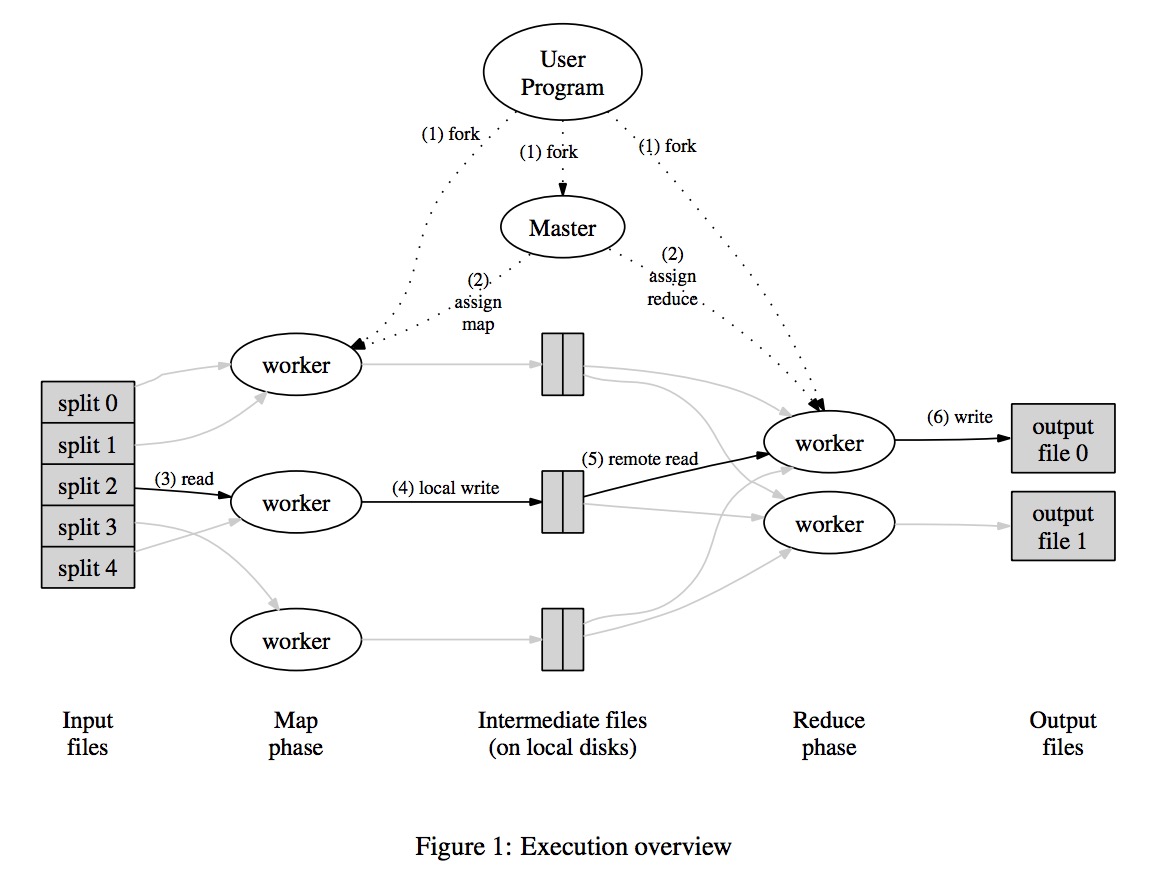 User
Program
(1) fork
(1) fork
(1) fork
Master
(2)
assign
map
(2)
assign
reduce
worker
split 0
split 1
split 2
split 3
split 4
(3) read
worker
(4) local write
worker
(5) remote read
worker
worker
(6) write
output
file 0
output
file 1
Input
files
Map
phase
Intermediate files
(on local disks)
Reduce
phase
Output
files
Figure 1: Execution overview